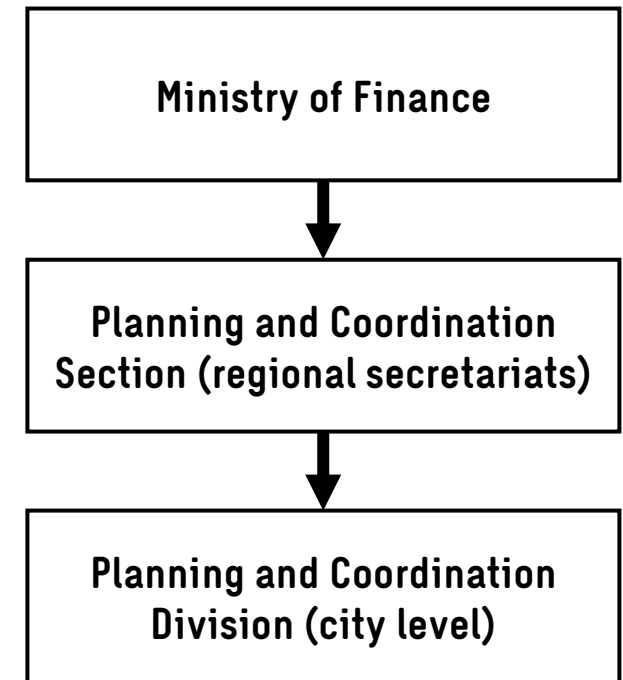 Ministry of Finance
Planning and Coordination
Section (regional secretariats)
Planning and Coordination
Division (city level)